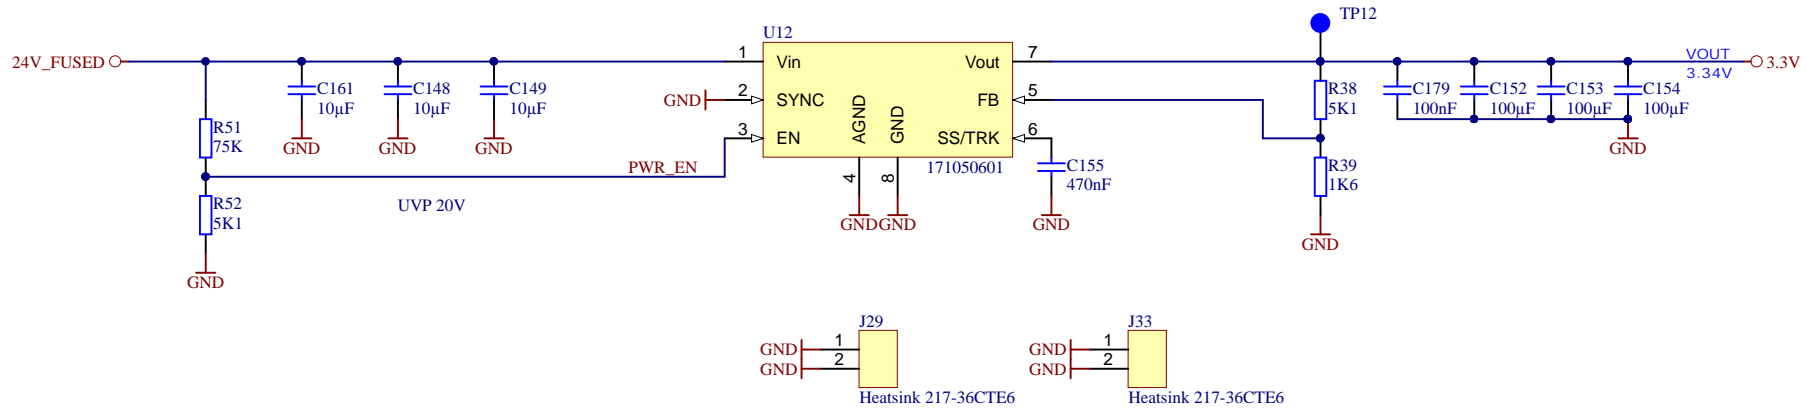 TP12
U12
24V_FUSED
1
Vin
Vout
7
VOUT
3.34V
3.3V
C161
10µF
C148
10µF
C149
10µF
GND
2
SYNC
FB
5
R38
5K1
C179
100nF
C152
100µF
C153
100µF
C154
100µF
R51
75K
GND
GND
GND
3
EN
AGND
GND
SS/TRK
6
GND
PWR_EN
4
8
171050601
C155
470nF
R39
1K6
R52
5K1
UVP 20V
GND
GND
GND
GND
GND
J29
GND
1
GND
2
Heatsink 217-36CTE6
J33
GND
1
GND
2
Heatsink 217-36CTE6